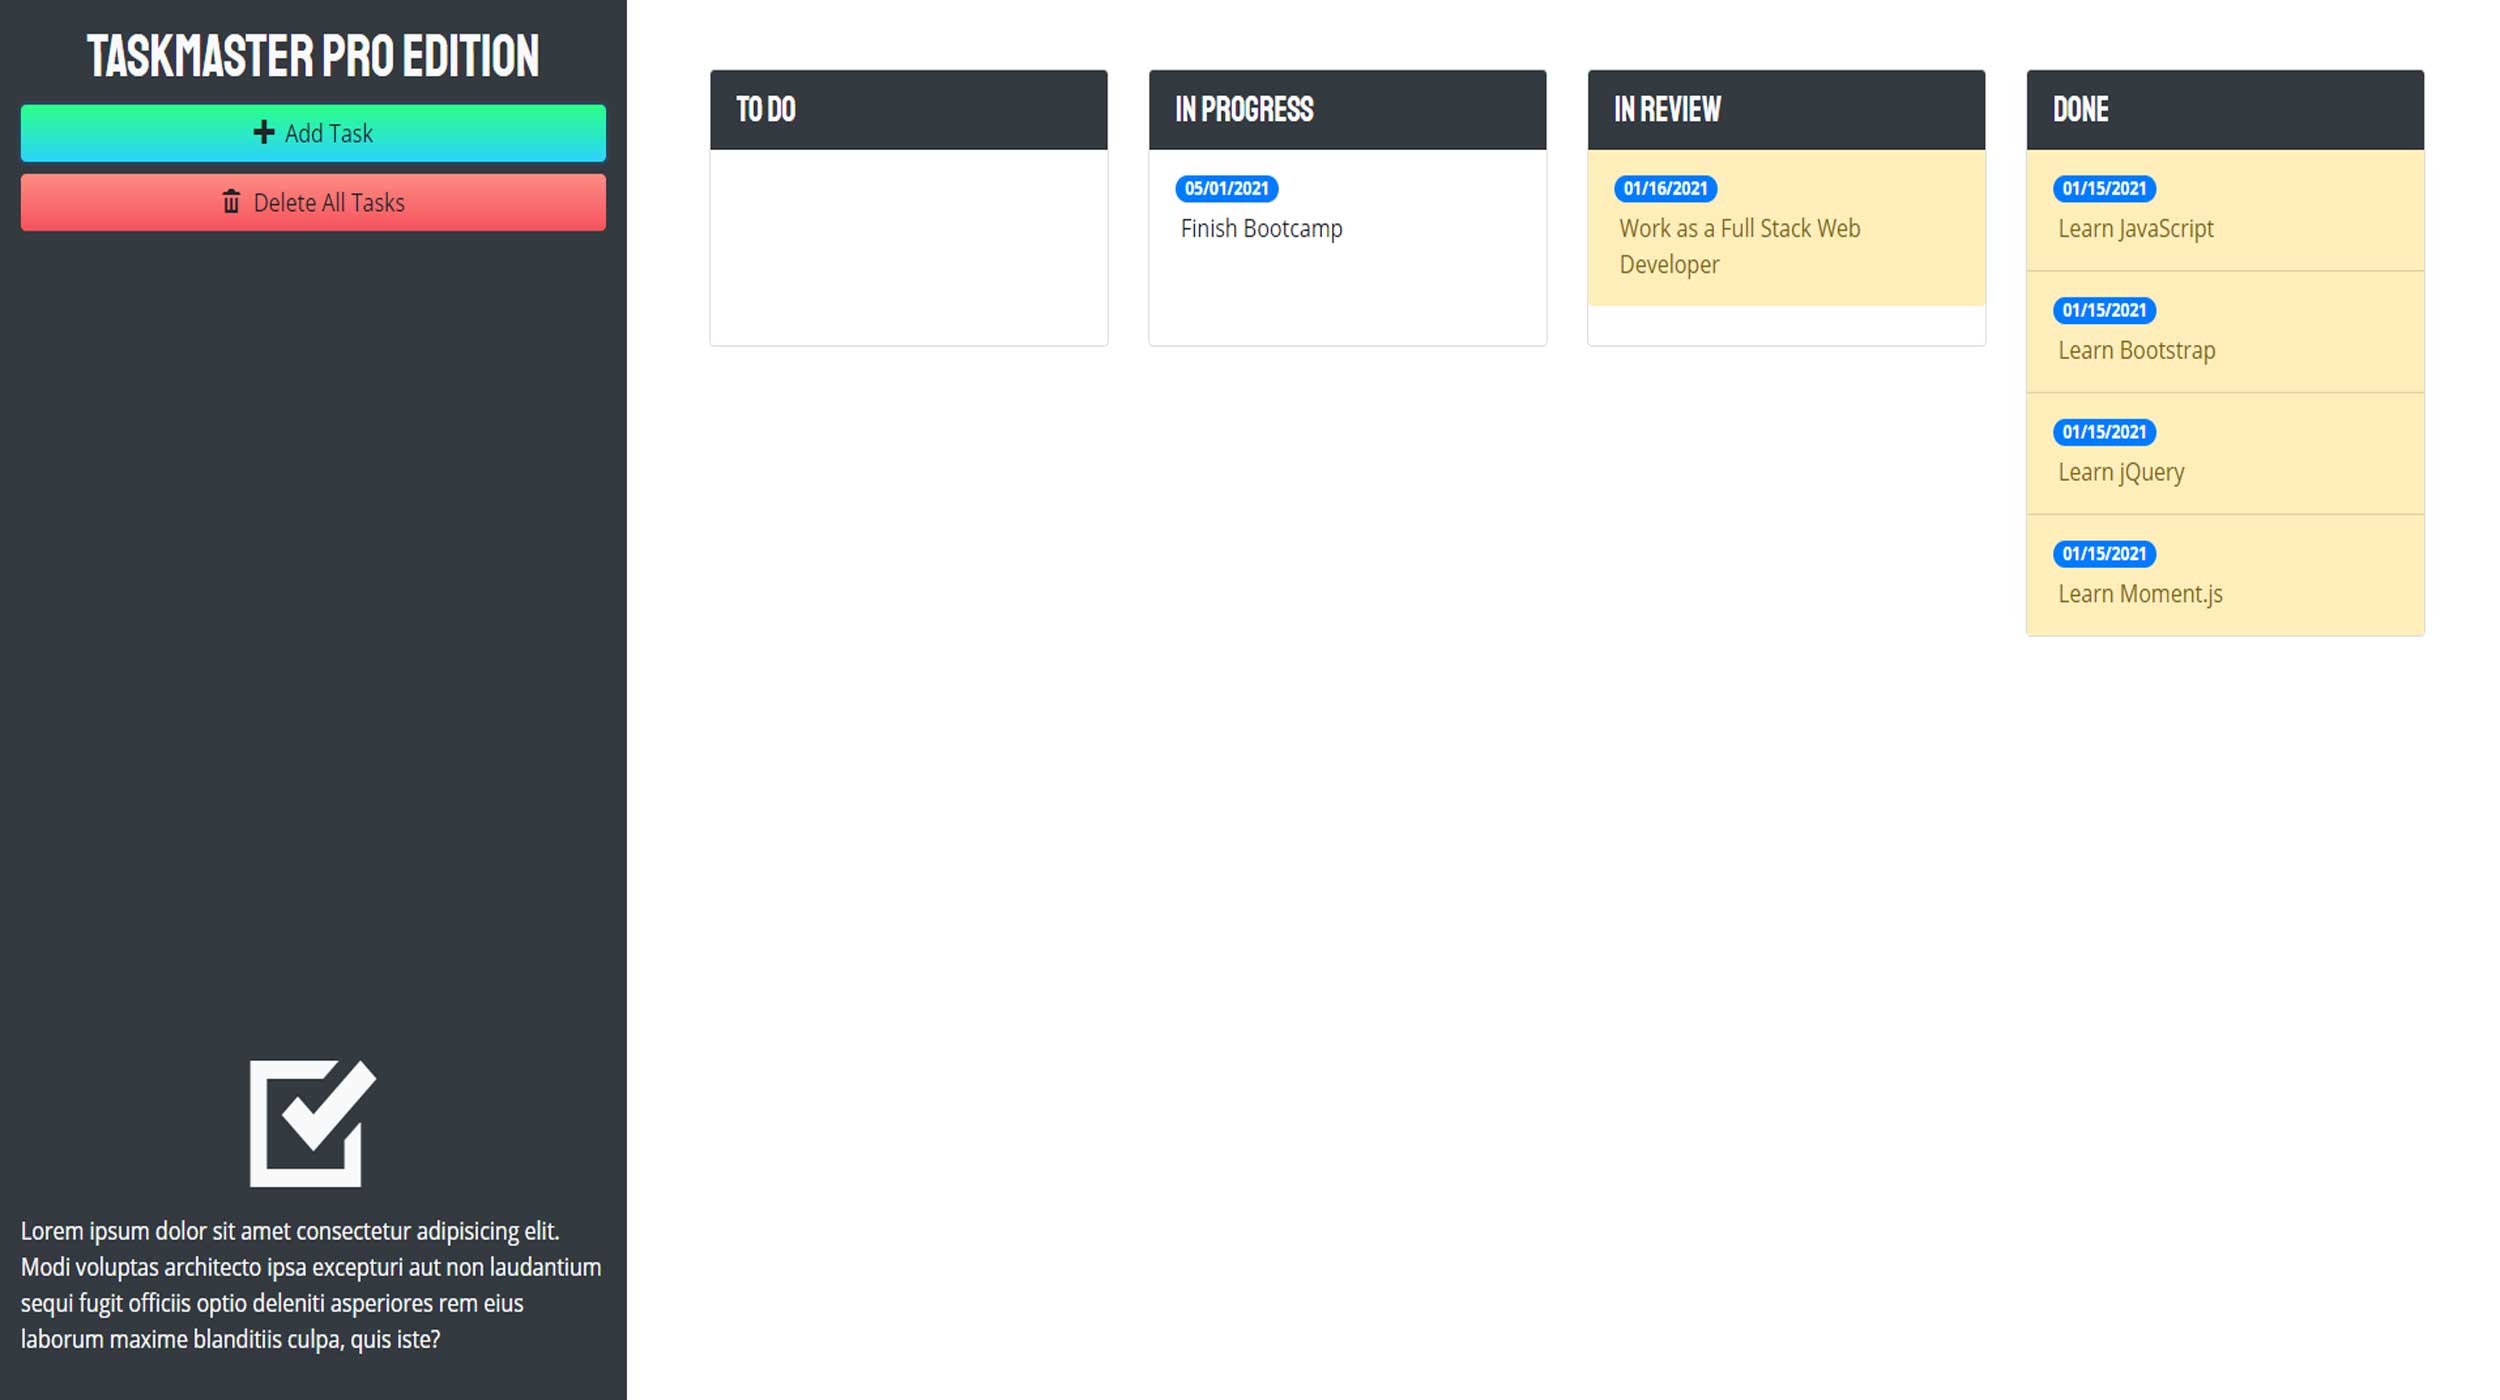 TASKMASTER PRO EDITION
Add Task
Delete All Tasks
Lorem ipsum dolor sit amet consectetur adipisicing elit.
Modi voluptas architecto ipsa excepturi aut non laudantium
sequi fugit officiis optio deleniti asperiores rem eius
laborum maxime blanditiis culpa, quis iste?
TO DO
IN PROGRESS
05/01/2021
Finish Bootcamp
IN REVIEW
01/16/2021
Work as a Full Stack Web
Developer
DONE
01/15/2021
Learn JavaScript
01/15/2021
Learn Bootstrap
01/15/2021
Learn jQuery
01/15/2021
Learn Moment.js